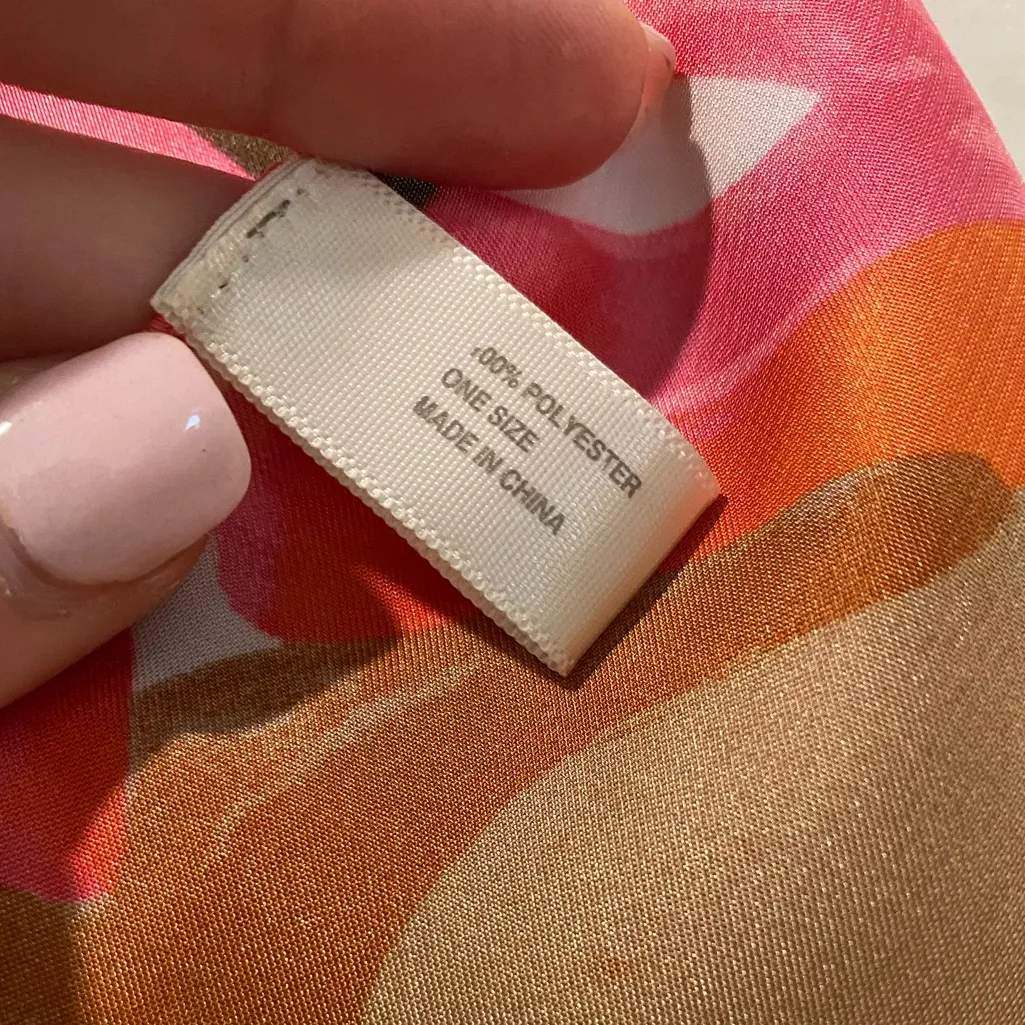 100% POLYESTER
ONE SIZE
MADE IN CHINA